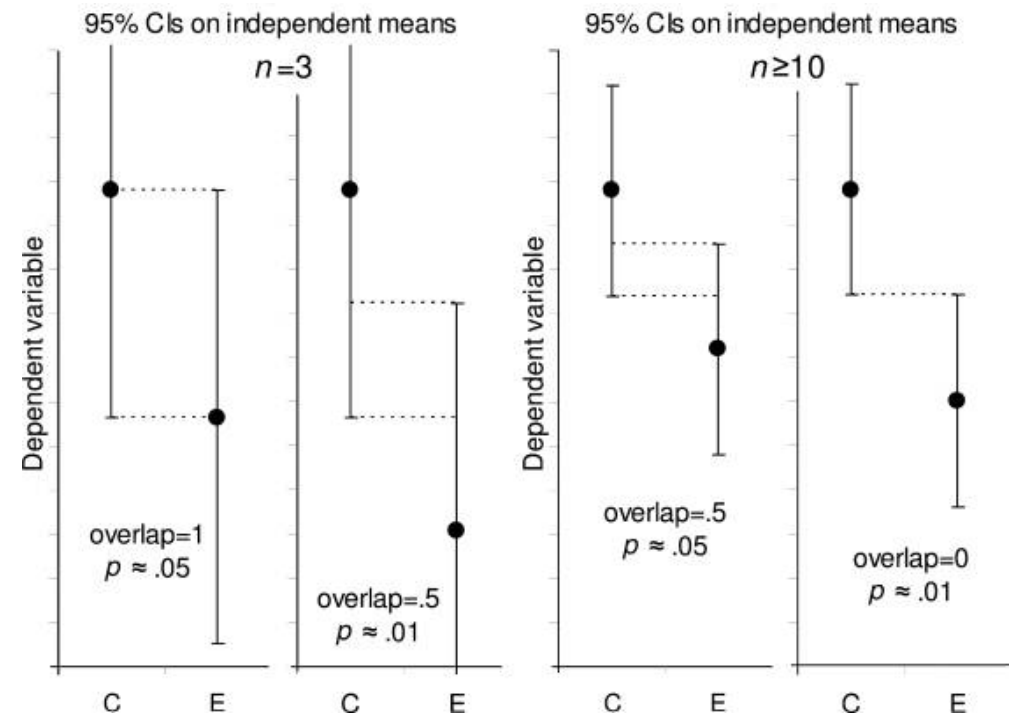 95% CIs on independent means
n=3
Dependent variable
overlap=1
p ≈ .05
overlap=.5
p ≈ .01
C
E
C
E
95% CIs on independent means
n≥10
Dependent variable
overlap=.5
p ≈ .05
overlap=0
p ≈ .01
C
E
C
E